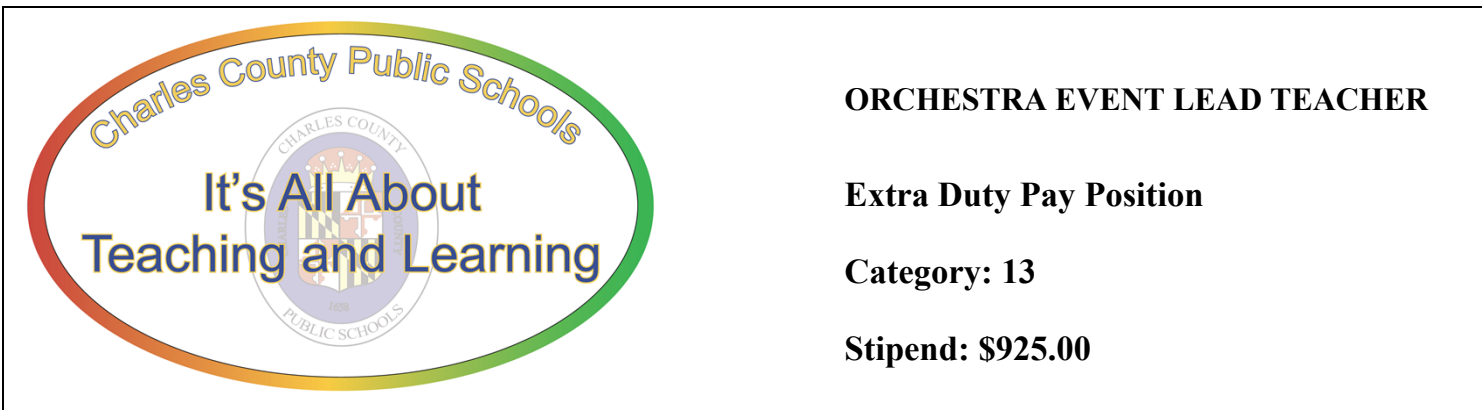 Charles County Public Schools
CHARLES COUNTY
It's All About
Teaching and Learning
1658
PUBLIC SCHOOLS
ORCHESTRA EVENT LEAD TEACHER
Extra Duty Pay Position
Category: 13
Stipend: $925.00